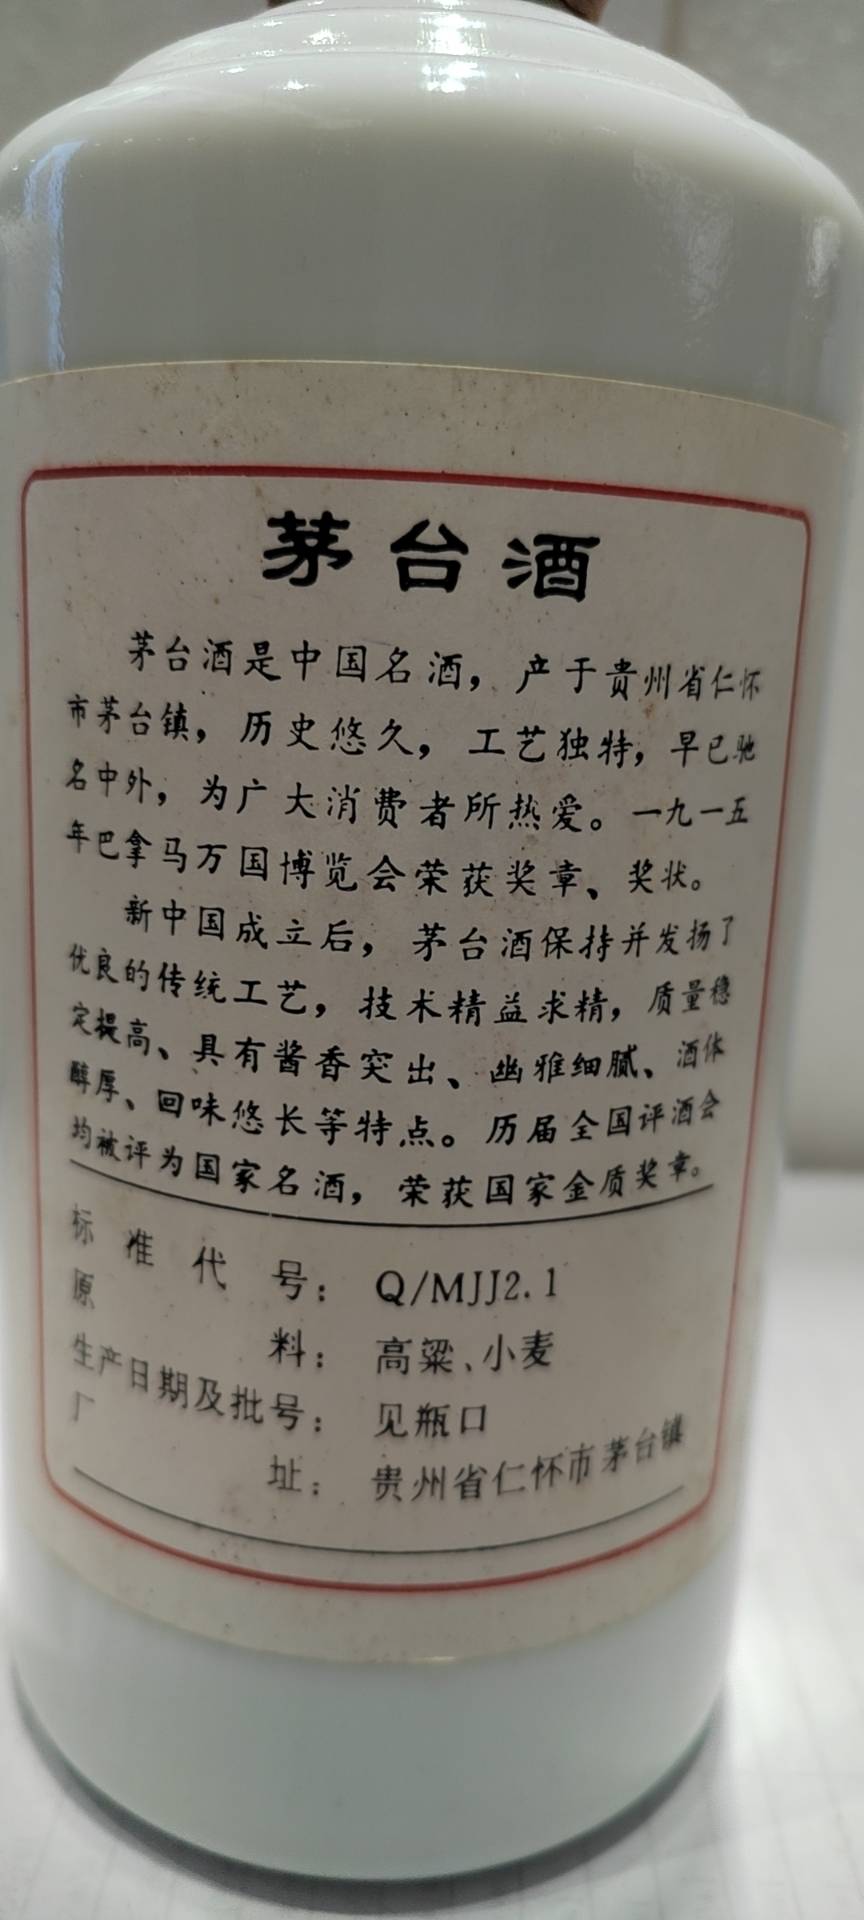 茅台酒
茅台酒是中国名酒，产于贵州省仁怀
市茅台镇，历史悠久，工艺独特，早已驰
名中外，为广大消费者所热爱。一九一五
年巴拿马万国博览会荣获奖章、奖状。
新中国成立后，茅台酒保持并发扬了
优良的传统工艺，技术精益求精，质量稳
定提高、具有酱香突出、幽雅细腻、酒体
醇厚、回味悠长等特点。历届全国评酒会
均被评为国家名酒，荣获国家金质奖章。
标准代号：Q/MJJ2.1
原料：高粱、小麦
生产日期及批号：见瓶口
厂址：贵州省仁怀市茅台镇